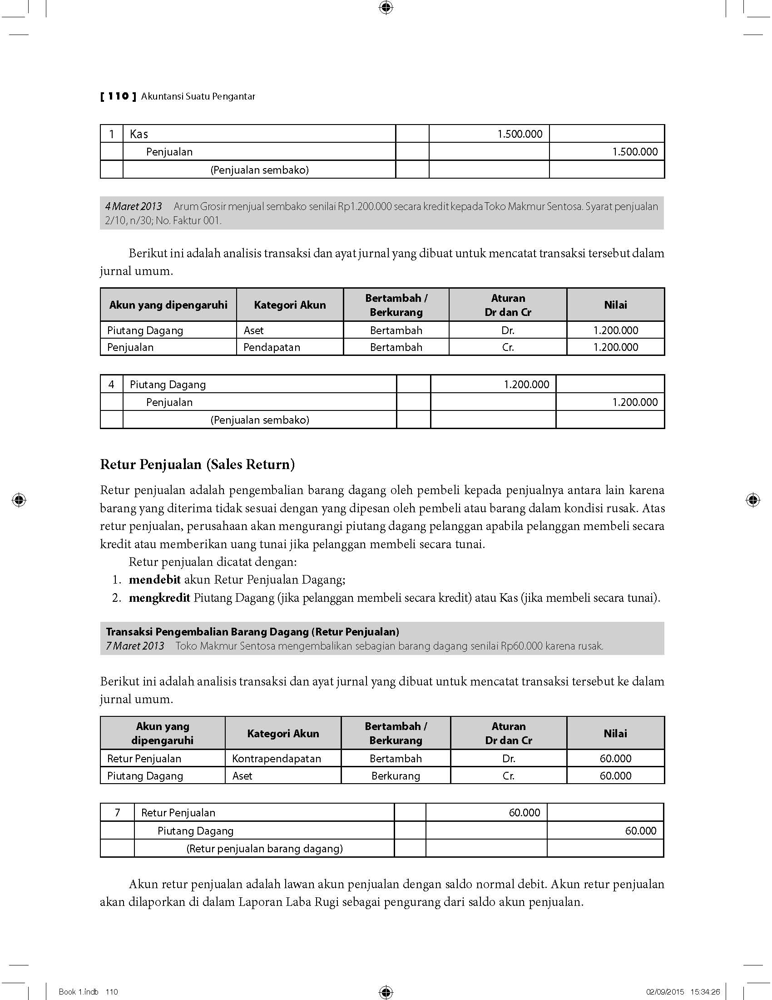 [ 110 ] Akuntansi Suatu Pengantar
1 Kas 1.500.000
Penjualan 1.500.000
(Penjualan sembako)
4 Maret 2013 Arum Grosir menjual sembako senilai Rp1.200.000 secara kredit kepada Toko Makmur Sentosa. Syarat penjualan
2/10, n/30; No. Faktur 001.
Berikut ini adalah analisis transaksi dan ayat jurnal yang dibuat untuk mencatat transaksi tersebut dalam
jurnal umum.
Akun yang dipengaruhi Kategori Akun Bertambah / Berkurang Aturan Dr dan Cr Nilai
Piutang Dagang Aset Bertambah Dr. 1.200.000
Penjualan Pendapatan Bertambah Cr. 1.200.000
4 Piutang Dagang 1.200.000
Penjualan 1.200.000
(Penjualan sembako)
Retur Penjualan (Sales Return)
Retur penjualan adalah pengembalian barang dagang oleh pembeli kepada penjualnya antara lain karena
barang yang diterima tidak sesuai dengan yang dipesan oleh pembeli atau barang dalam kondisi rusak. Atas
retur penjualan, perusahaan akan mengurangi piutang dagang pelanggan apabila pelanggan membeli secara
kredit atau memberikan uang tunai jika pelanggan membeli secara tunai.
Retur penjualan dicatat dengan:
1. mendebit akun Retur Penjualan Dagang;
2. mengkredit Piutang Dagang (jika pelanggan membeli secara kredit) atau Kas (jika membeli secara tunai).
Transaksi Pengembalian Barang Dagang (Retur Penjualan)
7 Maret 2013 Toko Makmur Sentosa mengembalikan sebagian barang dagang senilai Rp60.000 karena rusak.
Berikut ini adalah analisis transaksi dan ayat jurnal yang dibuat untuk mencatat transaksi tersebut ke dalam
jurnal umum.
Akun yang dipengaruhi Kategori Akun Bertambah / Berkurang Aturan Dr dan Cr Nilai
Retur Penjualan Kontrapendapatan Bertambah Dr. 60.000
Piutang Dagang Aset Berkurang Cr. 60.000
7 Retur Penjualan 60.000
Piutang Dagang 60.000
(Retur penjualan barang dagang)
Akun retur penjualan adalah lawan akun penjualan dengan saldo normal debit. Akun retur penjualan
akan dilaporkan di dalam Laporan Laba Rugi sebagai pengurang dari saldo akun penjualan.
Book 1.indb 110 02/09/2015 15:34:26